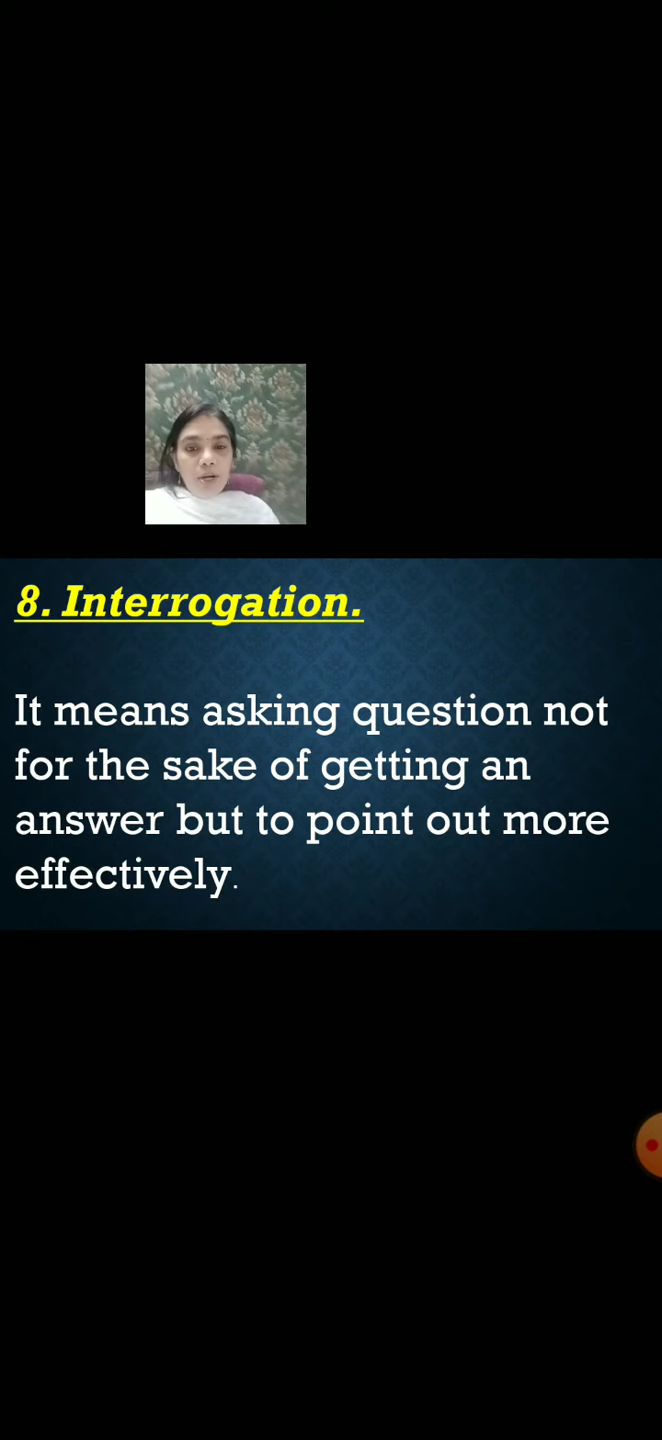 8. Interrogation.
It means asking question not
for the sake of getting an
answer but to point out more
effectively.